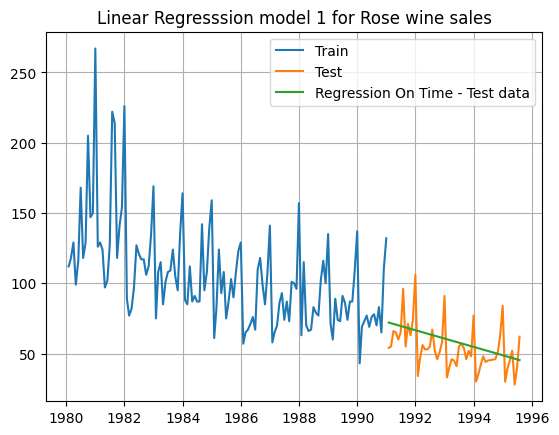 Linear Regresssion model 1 for Rose wine sales
Train
Test
Regression On Time - Test data
250
200
150
100
50
1980 1982 1984 1986 1988 1990 1992 1994 1996